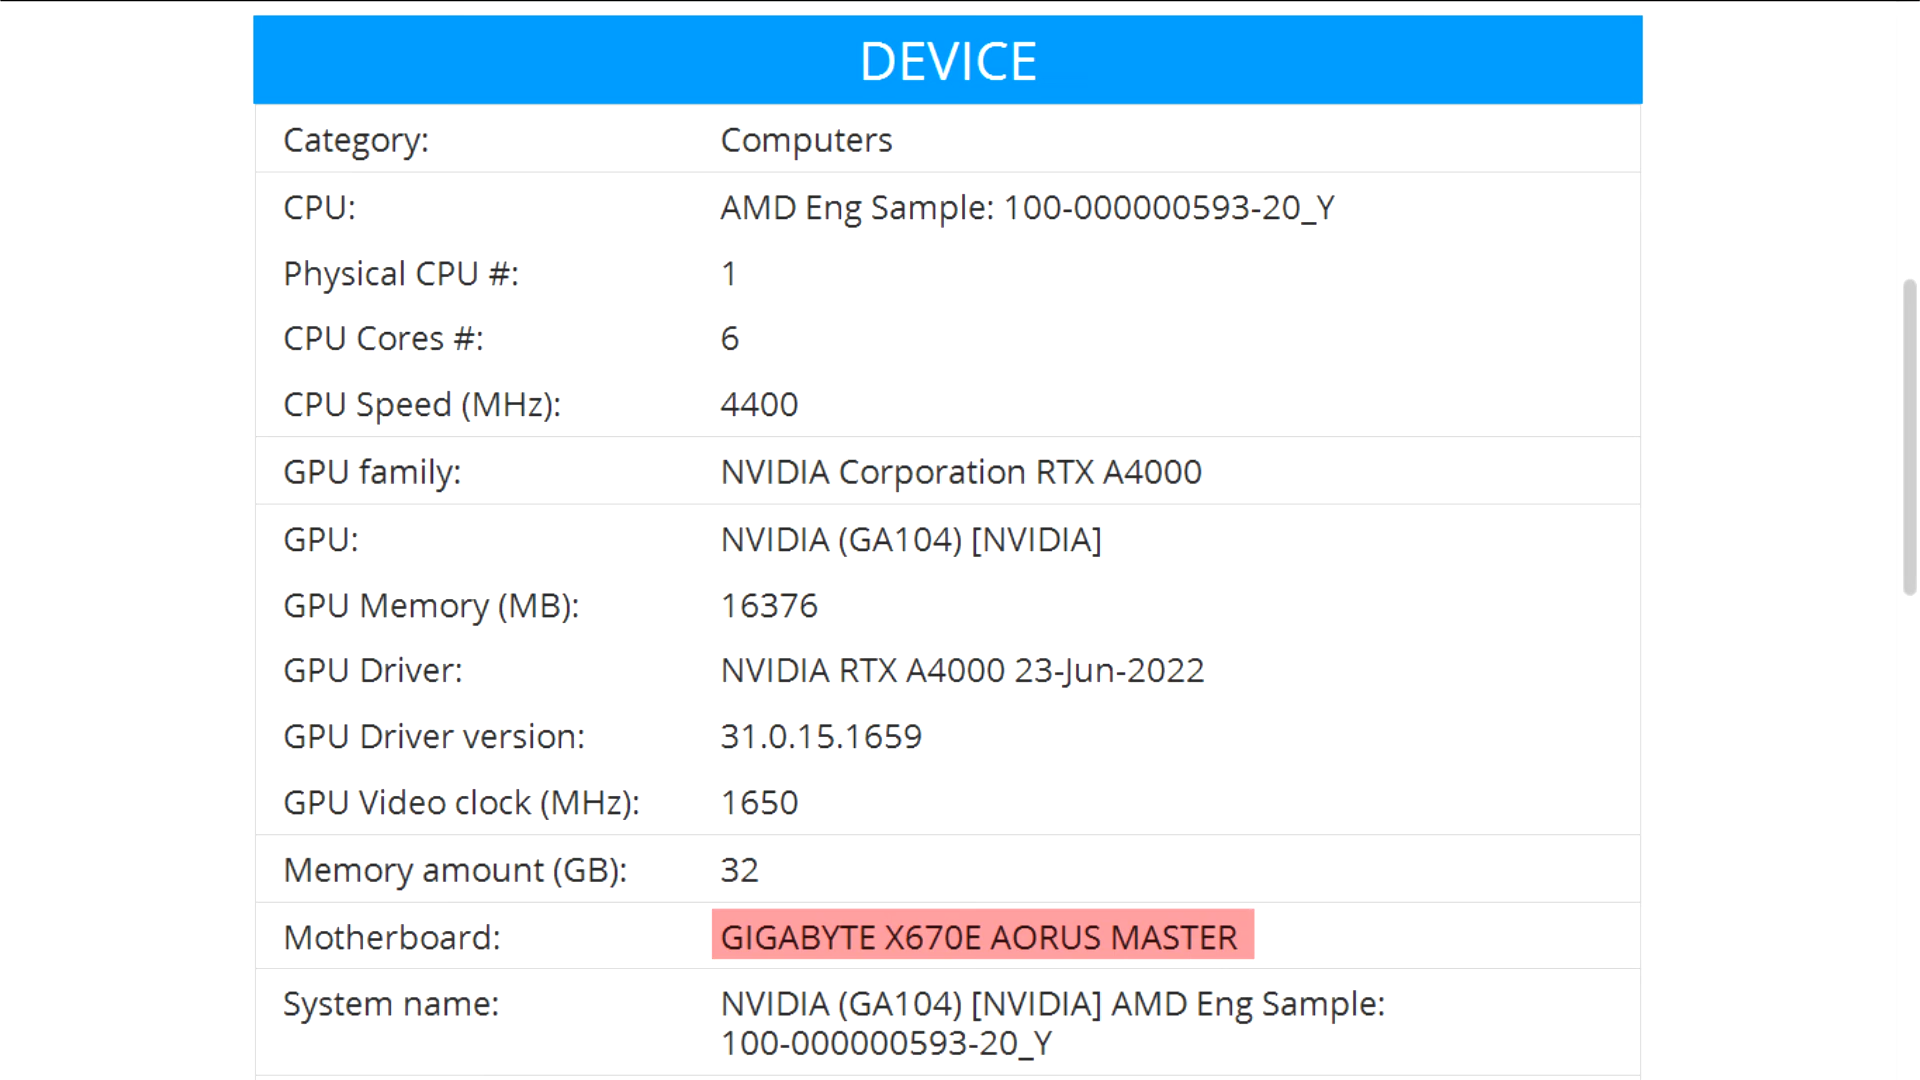 DEVICE
Category: Computers
CPU: AMD Eng Sample: 100-000000593-20_Y
Physical CPU #: 1
CPU Cores #: 6
CPU Speed (MHz): 4400
GPU family: NVIDIA Corporation RTX A4000
GPU: NVIDIA (GA104) [NVIDIA]
GPU Memory (MB): 16376
GPU Driver: NVIDIA RTX A4000 23-Jun-2022
GPU Driver version: 31.0.15.1659
GPU Video clock (MHz): 1650
Memory amount (GB): 32
Motherboard: GIGABYTE X670E AORUS MASTER
System name: NVIDIA (GA104) [NVIDIA] AMD Eng Sample:
100-000000593-20_Y